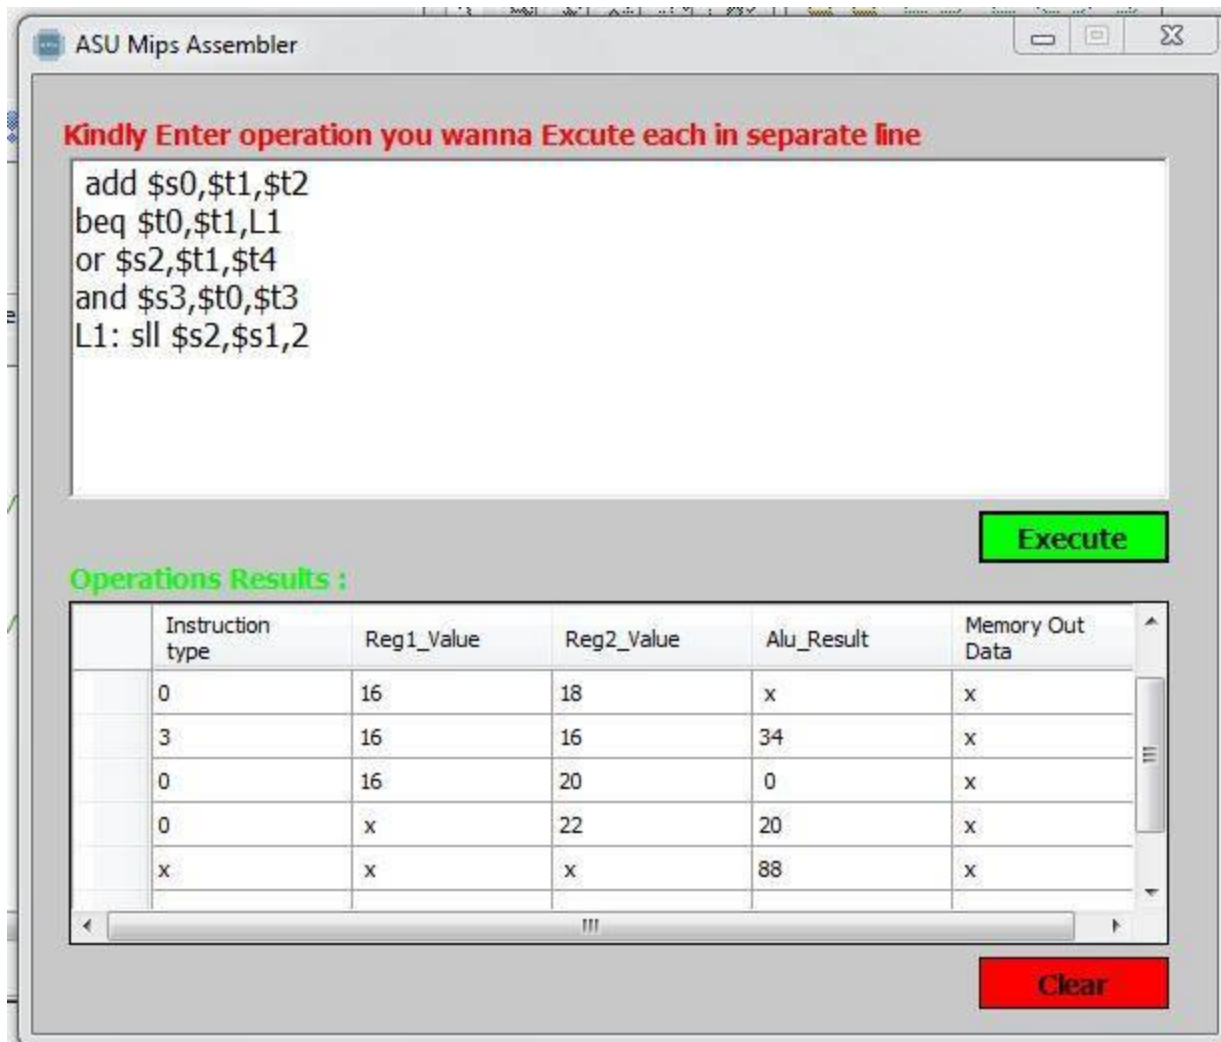 ASU Mips Assembler
Kindly Enter operation you wanna Excute each in separate line
add $s0,$t1,$t2
beq $t0,$t1,L1
or $s2,$t1,$t4
and $s3,$t0,$t3
L1: sll $s2,$s1,2
Execute
Operations Results :
Instruction type Reg1_Value Reg2_Value Alu_Result Memory Out Data
0 16 18 x x
3 16 16 34 x
0 16 20 0 x
0 x 22 20 x
x x x 88 x
Clear